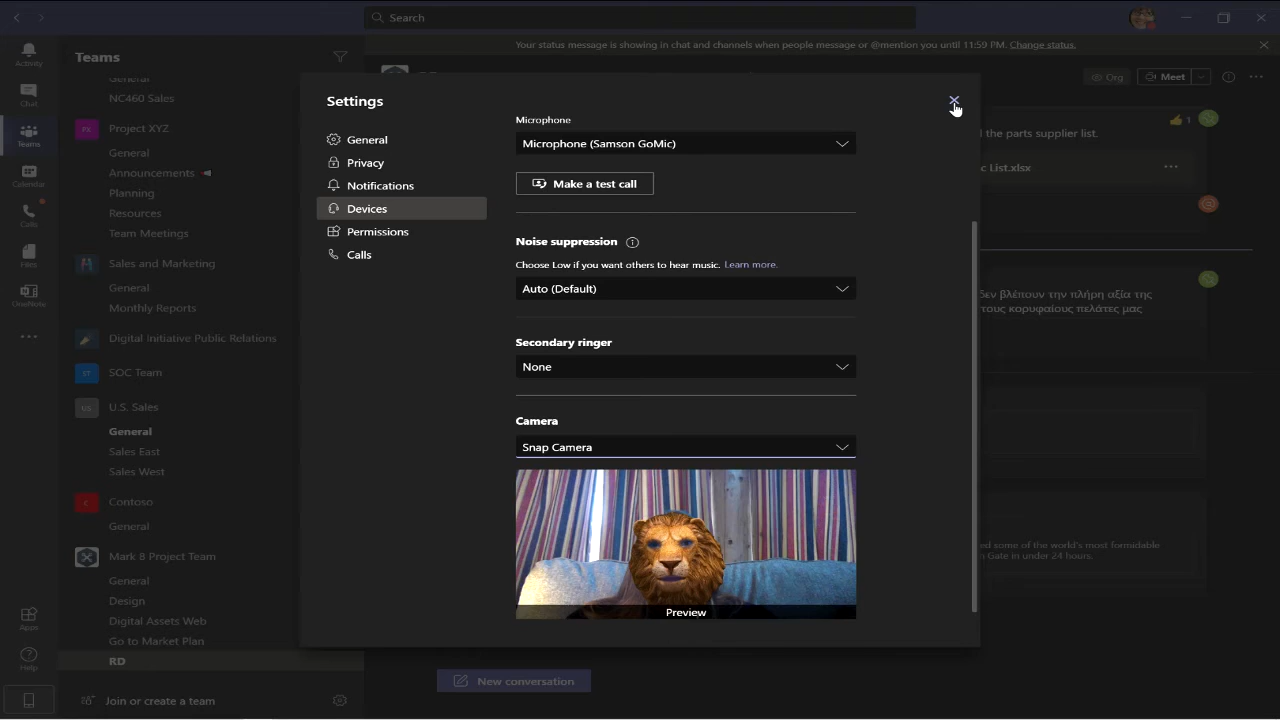 Search
Your status message is showing in chat and channels when people message or @mention you until 11:59 PM. Change status.
Activity
Chat
Teams
Calendar
Calls
Files
OneNote
Apps
Help
Teams
NC460 Sales
PX
Project XYZ
General
Announcements
Planning
Resources
Team Meetings
Sales and Marketing
General
Monthly Reports
Digital Initiative Public Relations
ST
SOC Team
US
U.S. Sales
General
Sales East
Sales West
C
Contoso
General
Mark 8 Project Team
General
Design
Digital Assets Web
Go to Market Plan
RD
Join or create a team
Settings
General
Privacy
Notifications
Devices
Permissions
Calls
Microphone
Microphone (Samson GoMic)
Make a test call
Noise suppression
Choose Low if you want others to hear music. Learn more.
Auto (Default)
Secondary ringer
None
Camera
Snap Camera
Preview
Org
Meet
1
the parts supplier list.
List.xlsx
δεν βλέπουν την πλήρη αξία της
τους κορυφαίους πελάτες μας
ed some of the world's most formidable
Gate in under 24 hours.
New conversation